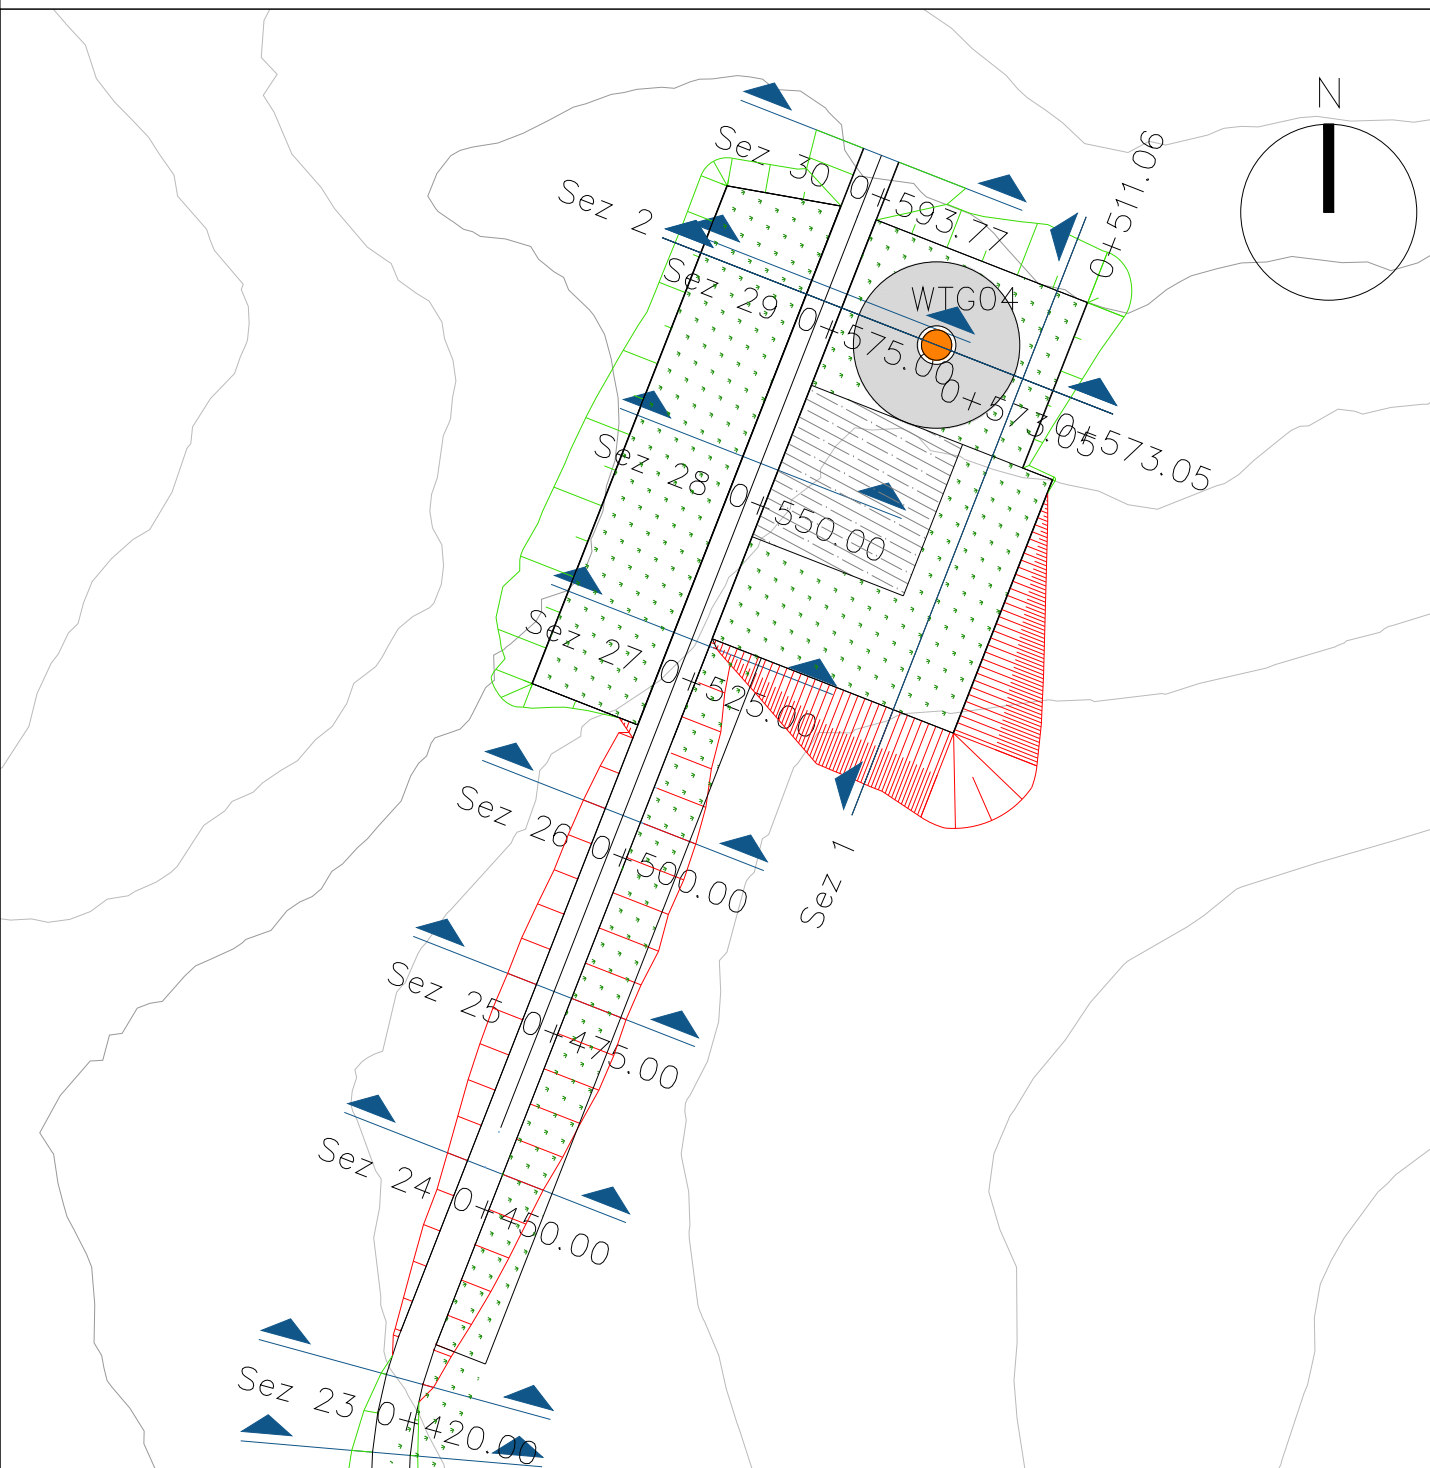 N
Sez 30 0+593.77
0+511.06
Sez 2
Sez 29 0+575.00
WTG04
0+573.05
0+573.05
Sez 28 0+550.00
Sez 27 0+525.00
Sez 26 0+500.00
Sez 1
Sez 25 0+475.00
Sez 24 0+450.00
Sez 23 0+420.00